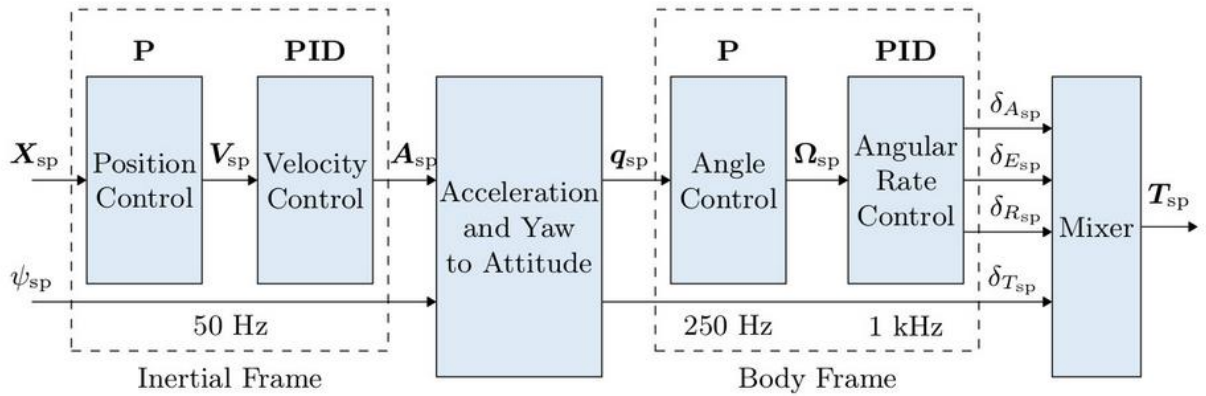 P
PID
P
PID
X_sp
Position
Control
V_sp
Velocity
Control
A_sp
Acceleration
and Yaw
to Attitude
q_sp
Angle
Control
Ω_sp
Angular
Rate
Control
δ_A_sp
δ_E_sp
δ_R_sp
δ_T_sp
Mixer
T_sp
ψ_sp
50 Hz
250 Hz
1 kHz
Inertial Frame
Body Frame